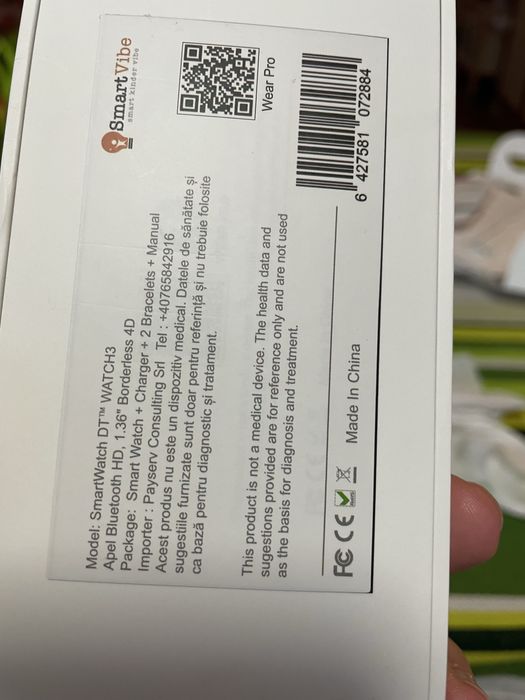 SmartVibe
smart kinder vibe
Wear Pro
Model: SmartWatch DT™ WATCH3
Apel Bluetooth HD, 1.36" Borderless 4D
Package: Smart Watch + Charger + 2 Bracelets + Manual
Importer : Payserv Consulting Srl Tel : +40765842916
Acest produs nu este un dispozitiv medical. Datele de sănătate și
sugestiile furnizate sunt doar pentru referință și nu trebuie folosite
ca bază pentru diagnostic și tratament.
This product is not a medical device. The health data and
suggestions provided are for reference only and are not used
as the basis for diagnosis and treatment.
6 427581 072884
FC CE Made In China